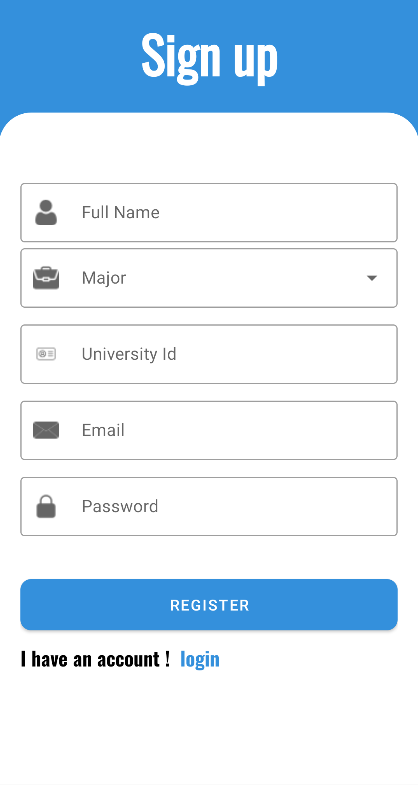 Sign up
Full Name
Major
University Id
Email
Password
REGISTER
I have an account ! login